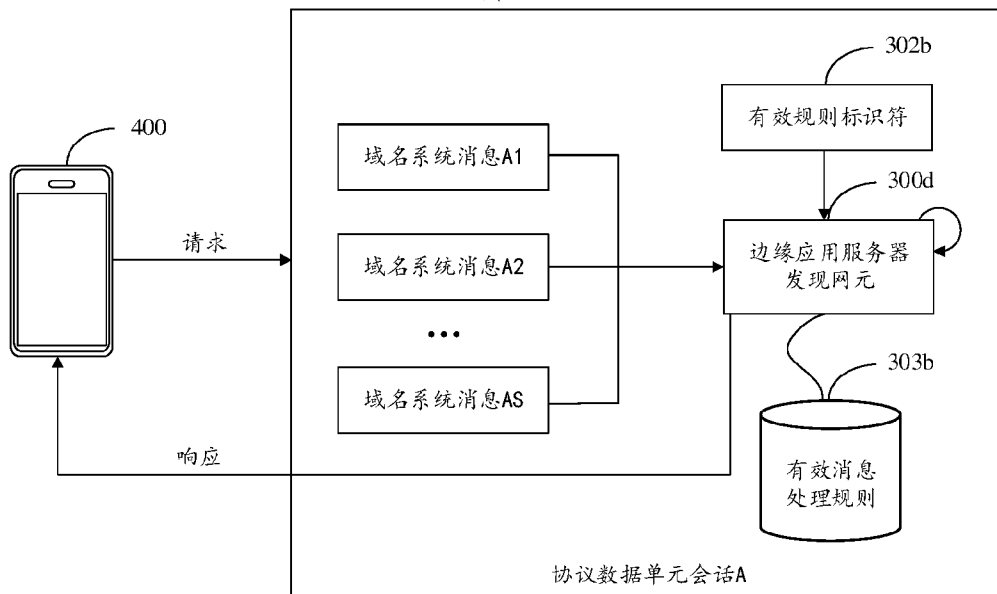 302b
有效规则标识符
400
域名系统消息A1
300d
请求
域名系统消息A2
边缘应用服务器
发现网元
•••
303b
域名系统消息AS
响应
有效消息
处理规则
协议数据单元会话A